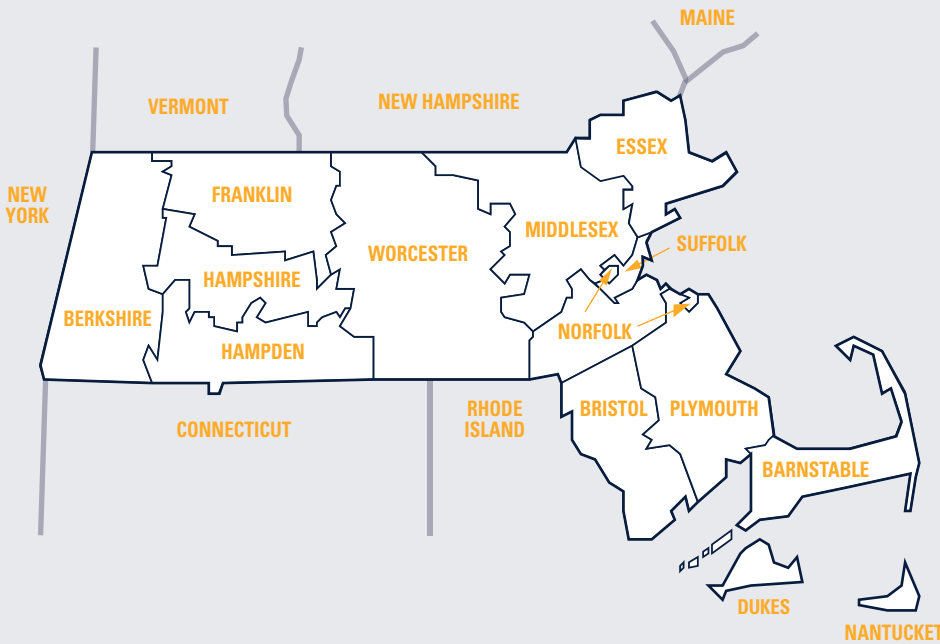 MAINE
VERMONT
NEW HAMPSHIRE
ESSEX
NEW
YORK
FRANKLIN
MIDDLESEX
SUFFOLK
WORCESTER
HAMPSHIRE
BERKSHIRE
NORFOLK
HAMPDEN
RHODE
ISLAND
BRISTOL
PLYMOUTH
CONNECTICUT
BARNSTABLE
DUKES
NANTUCKET